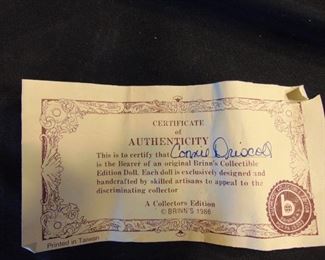 CERTIFICATE
of
AUTHENTICITY
This is to certify that Connie Driscol
is the Bearer of an original Brinn's Collectible
Edition Doll. Each doll is exclusively designed and
handcrafted by skilled artisans to appeal to the
discriminating collector
A Collectors Edition
© BRINN'S 1986
Printed in Taiwan